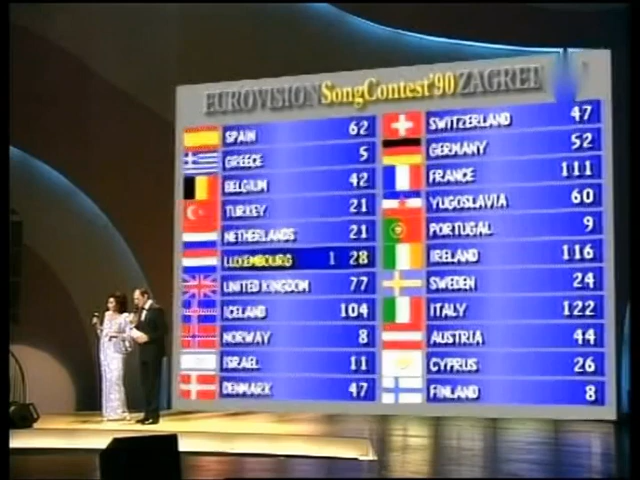 EUROVISION SongContest'90 ZAGREB
SPAIN 62
GREECE 5
BELGIUM 42
TURKEY 21
NETHERLANDS 21
LUXEMBOURG 1 28
UNITED KINGDOM 77
ICELAND 104
NORWAY 8
ISRAEL 11
DENMARK 47
SWITZERLAND 47
GERMANY 52
FRANCE 111
YUGOSLAVIA 60
PORTUGAL 9
IRELAND 116
SWEDEN 24
ITALY 122
AUSTRIA 44
CYPRUS 26
FINLAND 8